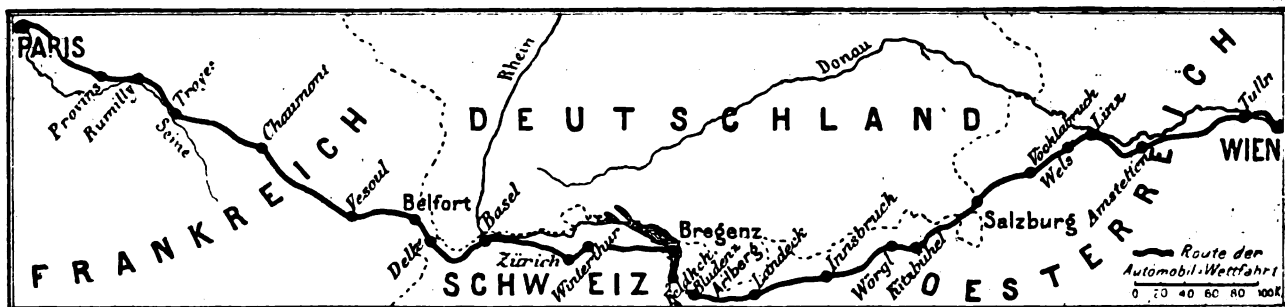 PARIS
Provins
Rumilly
Troyes
Seine
Chaumont
FRANKREICH
Vesoul
Belfort
Delle
Basel
Rhein
DEUTSCHLAND
Donau
SCHWEIZ
Zürich
Winterthur
Bregenz
Feldkch.
Bludenz
Arlberg
Landeck
Innsbruck
Wörgl
Kitzbühel
Salzburg
OESTERREICH
Vöcklabruck
Wels
Linz
Amstetten
Tulln
WIEN
Route der
Automobil-Wettfahrt
0 20 40 60 80 100k